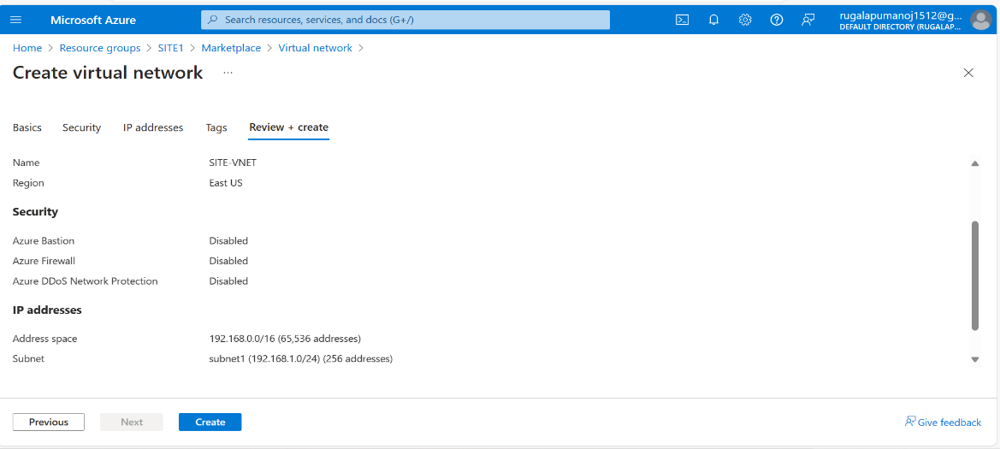 Microsoft Azure
Search resources, services, and docs (G+/)
rugalapumanoj1512@g...
DEFAULT DIRECTORY (RUGALAP...
Home > Resource groups > SITE1 > Marketplace > Virtual network >
Create virtual network ...
Basics Security IP addresses Tags Review + create
Name SITE-VNET
Region East US
Security
Azure Bastion Disabled
Azure Firewall Disabled
Azure DDoS Network Protection Disabled
IP addresses
Address space 192.168.0.0/16 (65,536 addresses)
Subnet subnet1 (192.168.1.0/24) (256 addresses)
Previous Next Create Give feedback